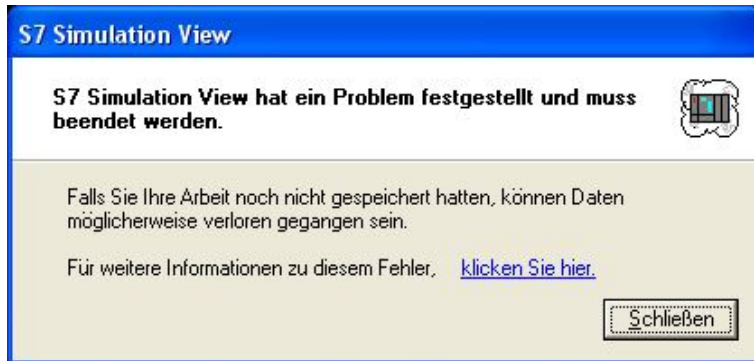 S7 Simulation View
S7 Simulation View hat ein Problem festgestellt und muss
beendet werden.
Falls Sie Ihre Arbeit noch nicht gespeichert hatten, können Daten
möglicherweise verloren gegangen sein.
Für weitere Informationen zu diesem Fehler, klicken Sie hier.
Schließen